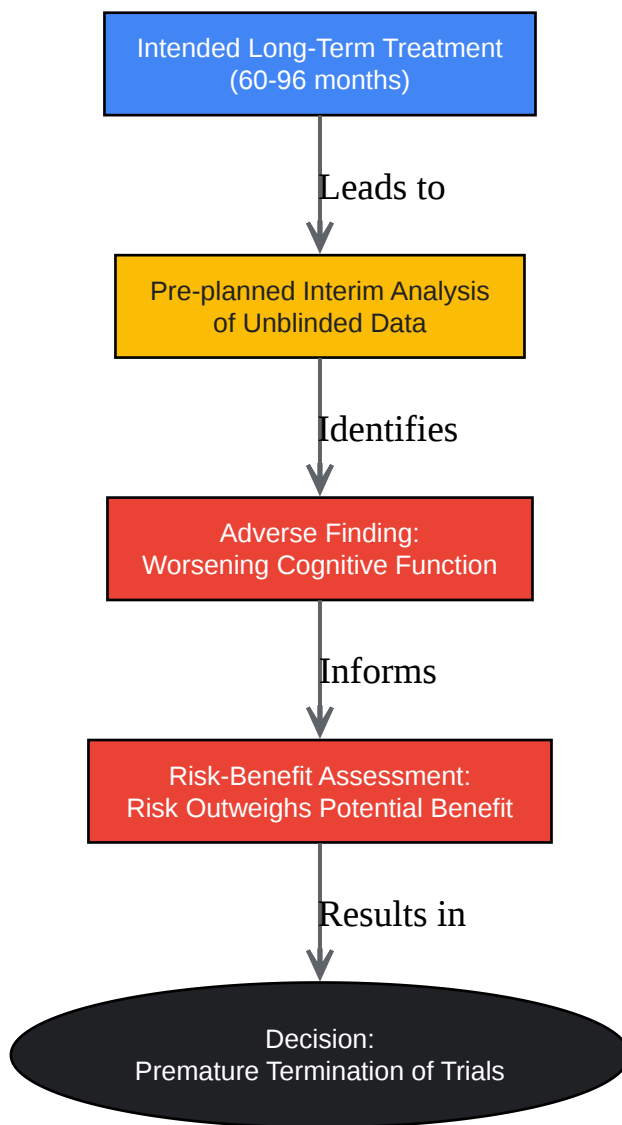 Intended Long-Term Treatment
(60-96 months)
Leads to
Pre-planned Interim Analysis
of Unblinded Data
Identifies
Adverse Finding:
Worsening Cognitive Function
Informs
Risk-Benefit Assessment:
Risk Outweighs Potential Benefit
Results in
Decision:
Premature Termination of Trials